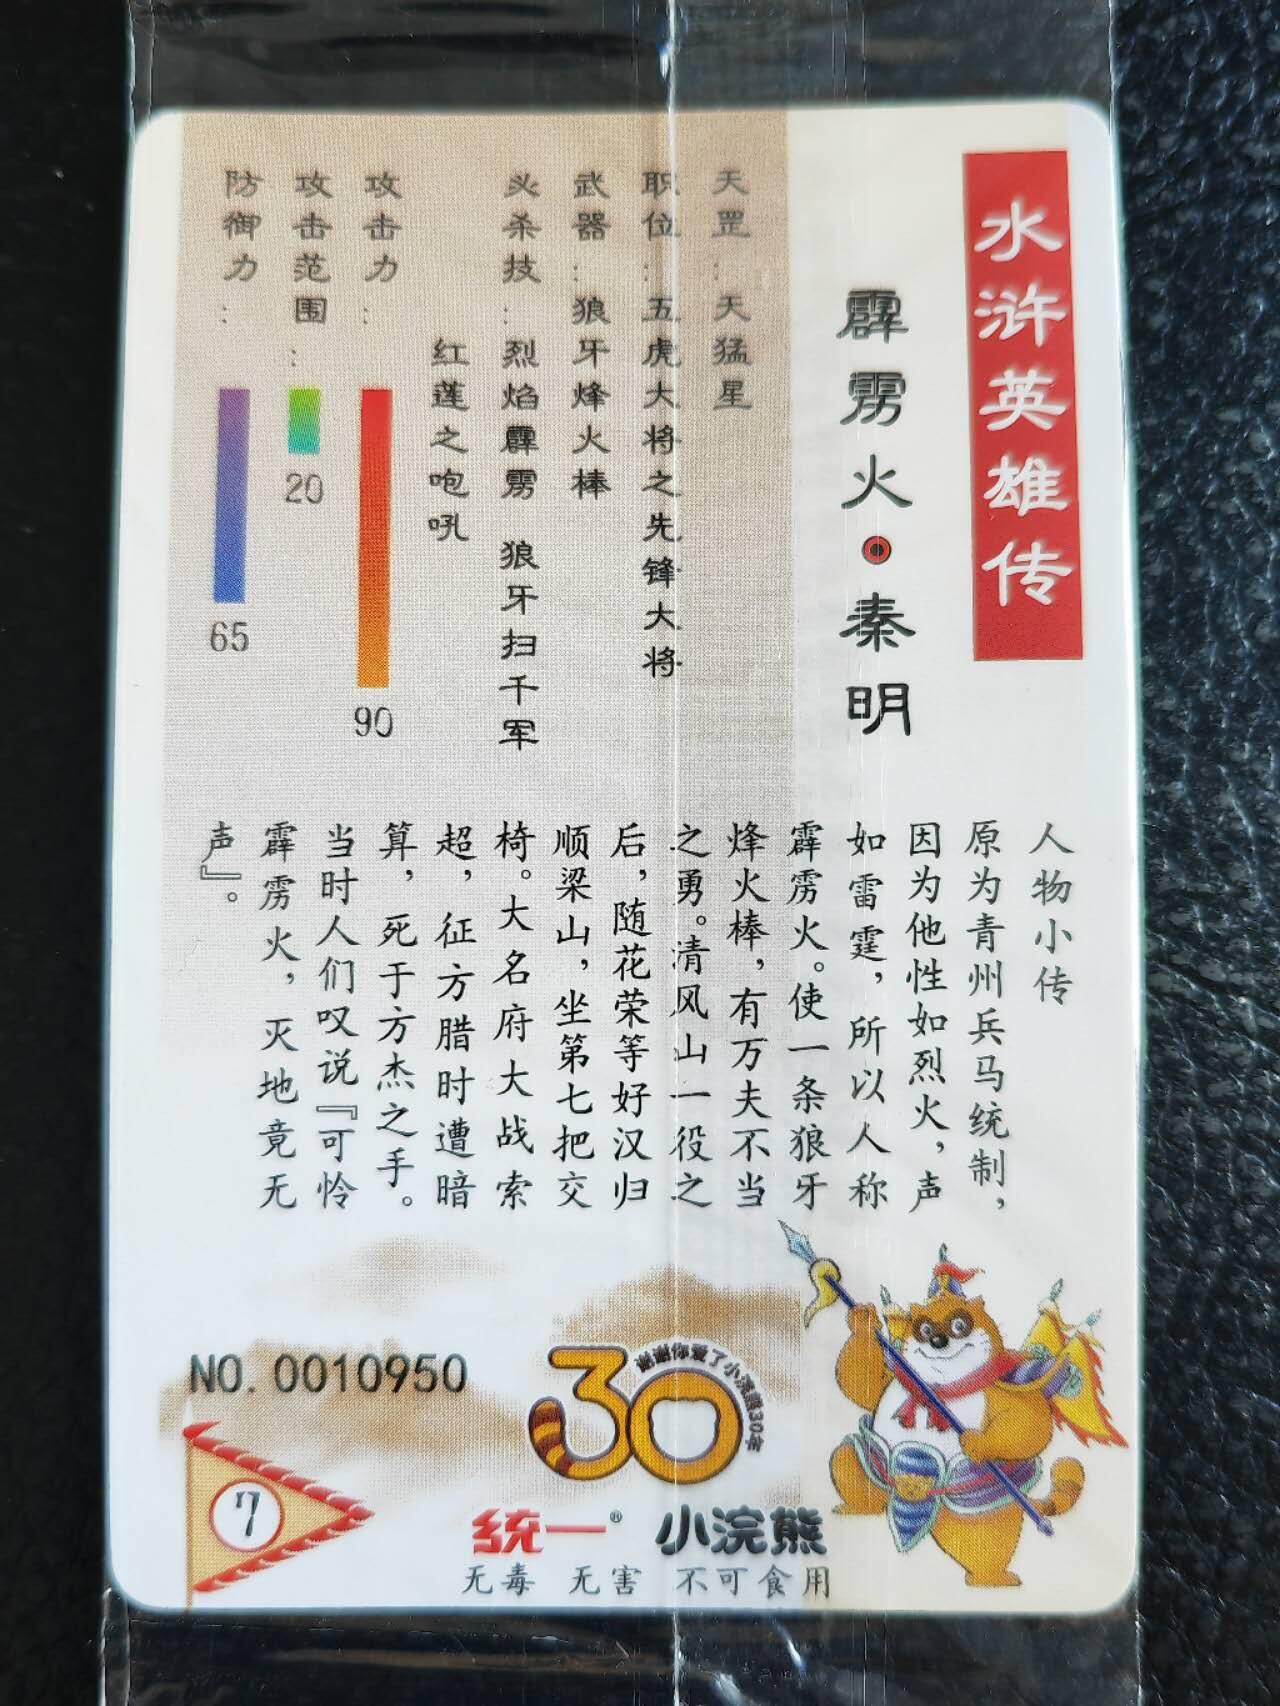 水浒英雄传
霹雳火·秦明
天罡：天猛星
职位：五虎大将之先锋大将
武器：狼牙烽火棒
头杀技：烈焰霹雳 狼牙扫千军
红莲之咆吼
攻击力：
90
攻击范围：
20
防御力：
65
人物小传
原为青州兵马统制，
因为他性如烈火，声
如雷霆，所以人称
霹雳火。使一条狼牙
烽火棒，有万夫不当
之勇。清风山一役之
后，随花荣等好汉归
顺梁山，坐第七把交
椅。大名府大战索
超，征方腊时遭暗
算，死于方杰之手。
当时人们叹说『可怜
霹雳火，灭地竟无
声』。
NO.0010950
30
谢谢你爱了小浣熊30年
7
统一® 小浣熊
无毒 无害 不可食用